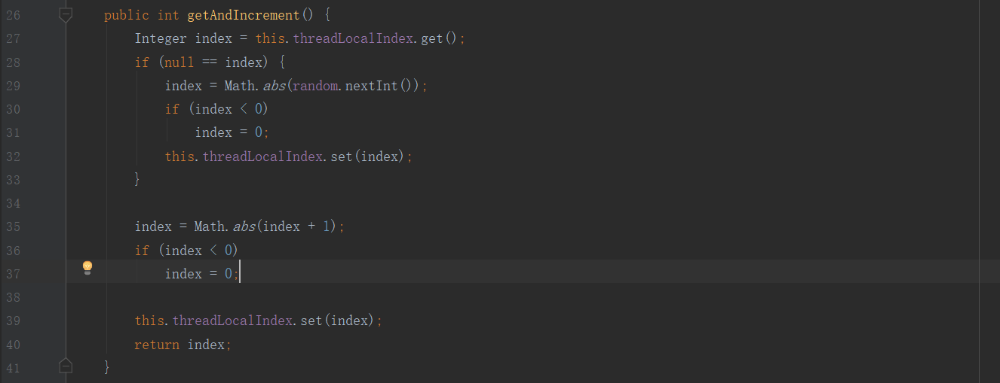 26 public int getAndIncrement() {
27 Integer index = this.threadLocalIndex.get();
28 if (null == index) {
29 index = Math.abs(random.nextInt());
30 if (index < 0)
31 index = 0;
32 this.threadLocalIndex.set(index);
33 }
34
35 index = Math.abs(index + 1);
36 if (index < 0)
37 index = 0;
38
39 this.threadLocalIndex.set(index);
40 return index;
41 }